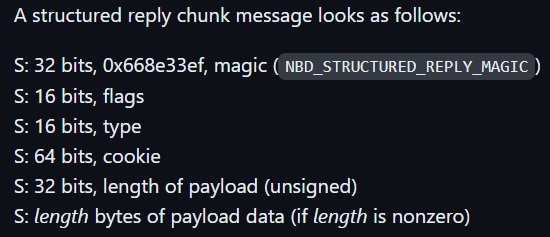 A structured reply chunk message looks as follows:
S: 32 bits, 0x668e33ef, magic (NBD_STRUCTURED_REPLY_MAGIC)
S: 16 bits, flags
S: 16 bits, type
S: 64 bits, cookie
S: 32 bits, length of payload (unsigned)
S: length bytes of payload data (if length is nonzero)